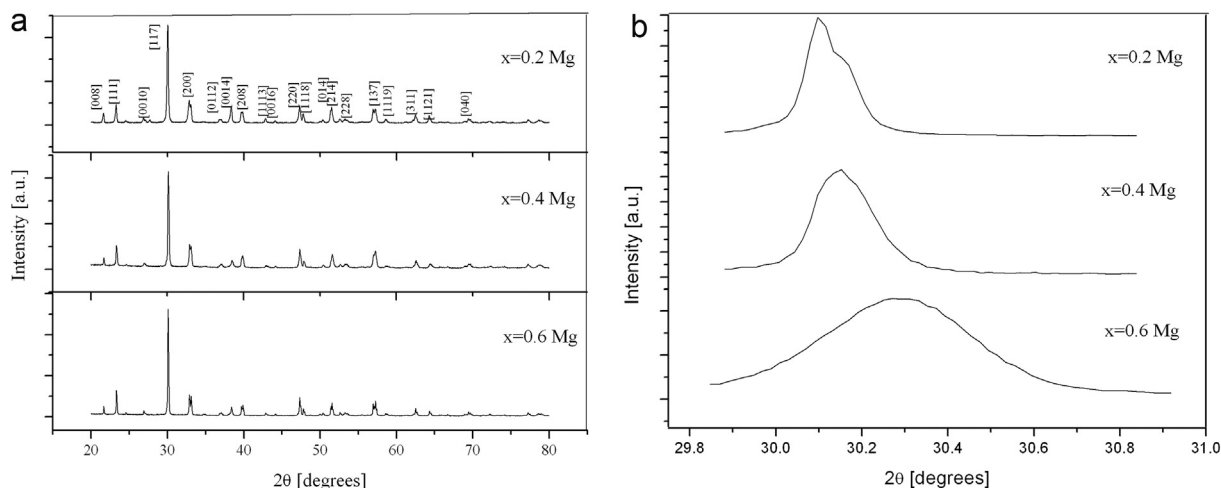 a
x=0.2 Mg
[008]
[111]
[0010]
[117]
[200]
[0112]
[0014]
[208]
[1113]
[0016]
[220]
[1118]
[014]
[214]
[228]
[137]
[1119]
[311]
[1121]
[040]
x=0.4 Mg
x=0.6 Mg
Intensity [a.u.]
20 30 40 50 60 70 80
2θ [degrees]
b
x=0.2 Mg
x=0.4 Mg
x=0.6 Mg
Intensity [a.u.]
29.8 30.0 30.2 30.4 30.6 30.8 31.0
2θ [degrees]